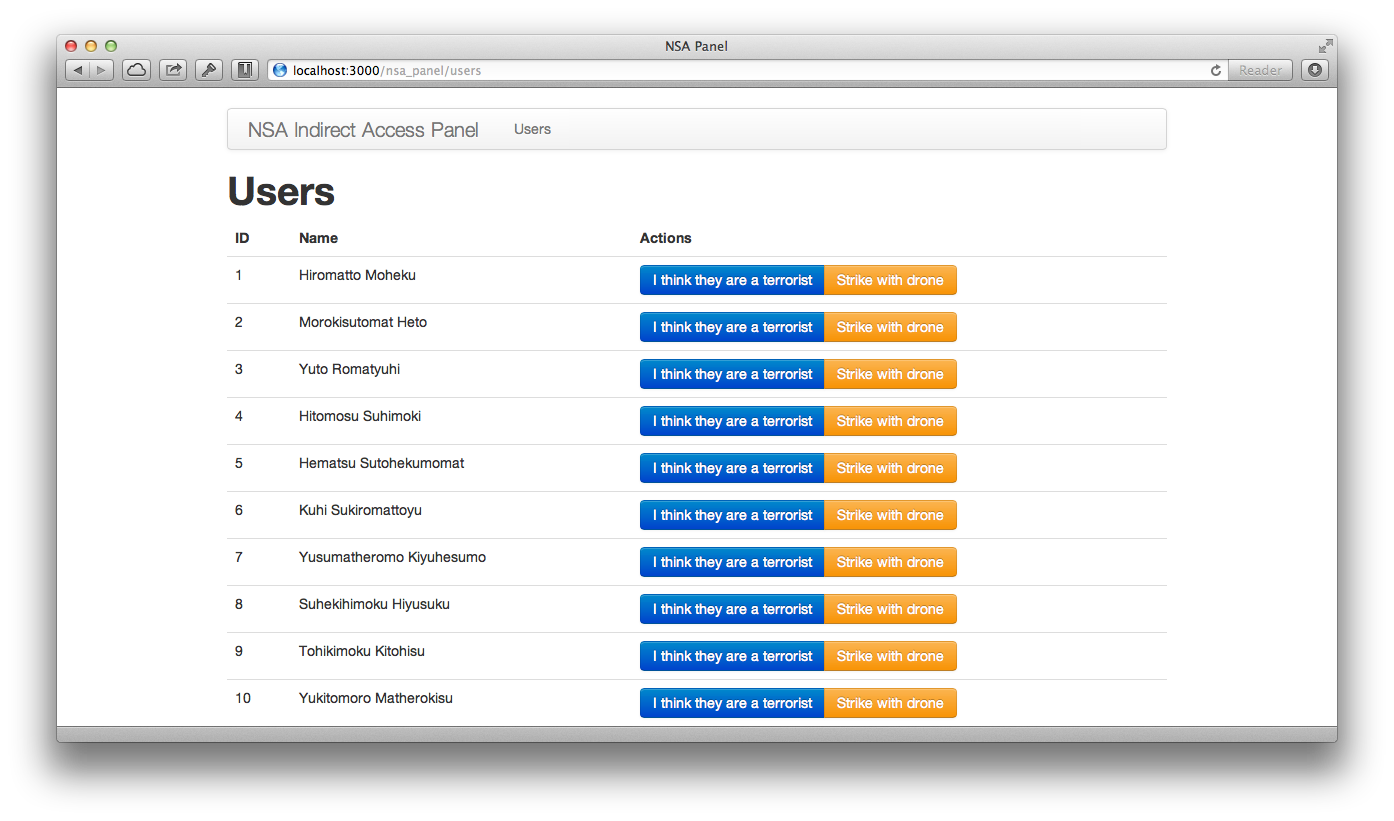 NSA Panel
localhost:3000/nsa_panel/users
Reader
NSA Indirect Access Panel Users
Users
ID Name Actions
1 Hiromatto Moheku I think they are a terrorist Strike with drone
2 Morokisutomat Heto I think they are a terrorist Strike with drone
3 Yuto Romatyuhi I think they are a terrorist Strike with drone
4 Hitomosu Suhimoki I think they are a terrorist Strike with drone
5 Hematsu Sutohekumomat I think they are a terrorist Strike with drone
6 Kuhi Sukiromattoyu I think they are a terrorist Strike with drone
7 Yusumatheromo Kiyuhesumo I think they are a terrorist Strike with drone
8 Suhekihimoku Hiyusuku I think they are a terrorist Strike with drone
9 Tohikimoku Kitohisu I think they are a terrorist Strike with drone
10 Yukitomoro Matherokisu I think they are a terrorist Strike with drone